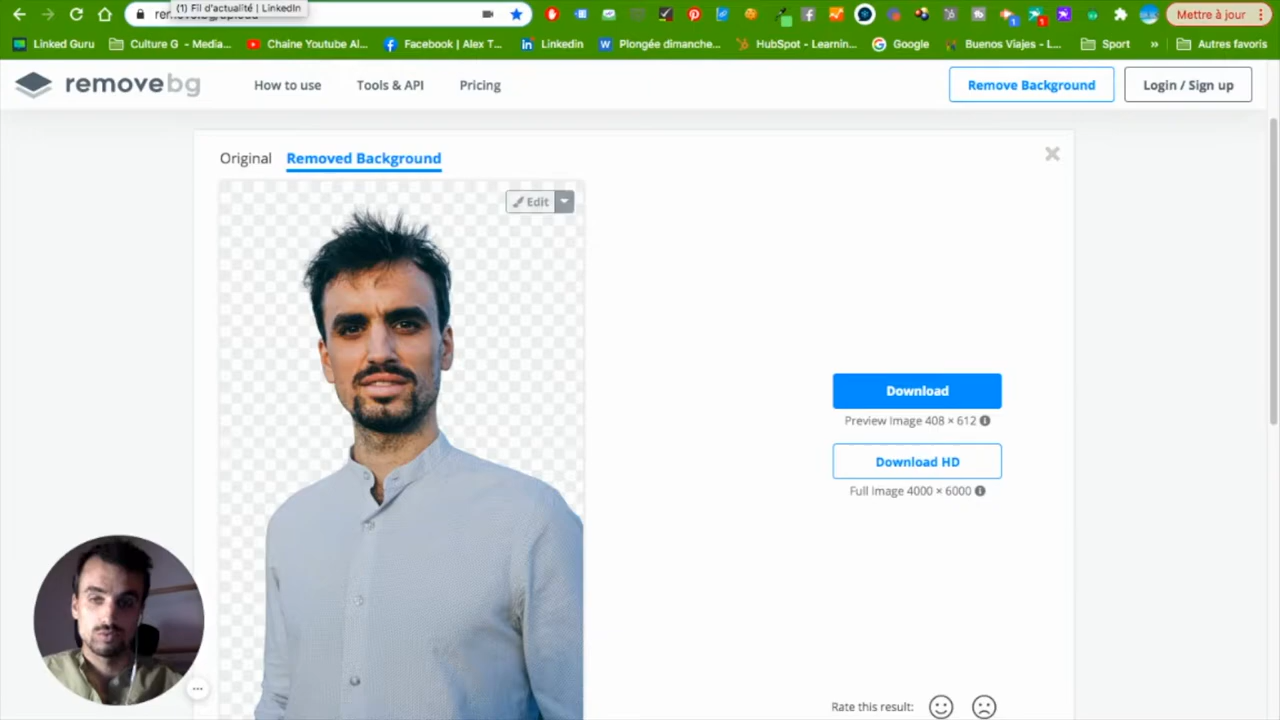 (1) Fil d'actualité | LinkedIn
Mettre à jour
Linked Guru
Culture G - Media...
Chaine Youtube Al...
Facebook | Alex T...
Linkedin
Plongée dimanche...
HubSpot - Learnin...
Google
Buenos Viajes - L...
Sport
»
Autres favoris
removebg
How to use
Tools & API
Pricing
Remove Background
Login / Sign up
Original
Removed Background
Edit
Download
Preview Image 408 × 612
Download HD
Full Image 4000 × 6000
Rate this result: